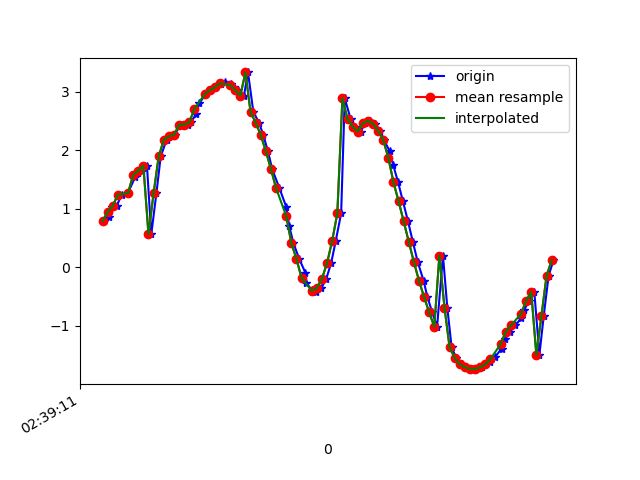 origin
mean resample
interpolated
3
2
1
0
−1
02:39:11
0